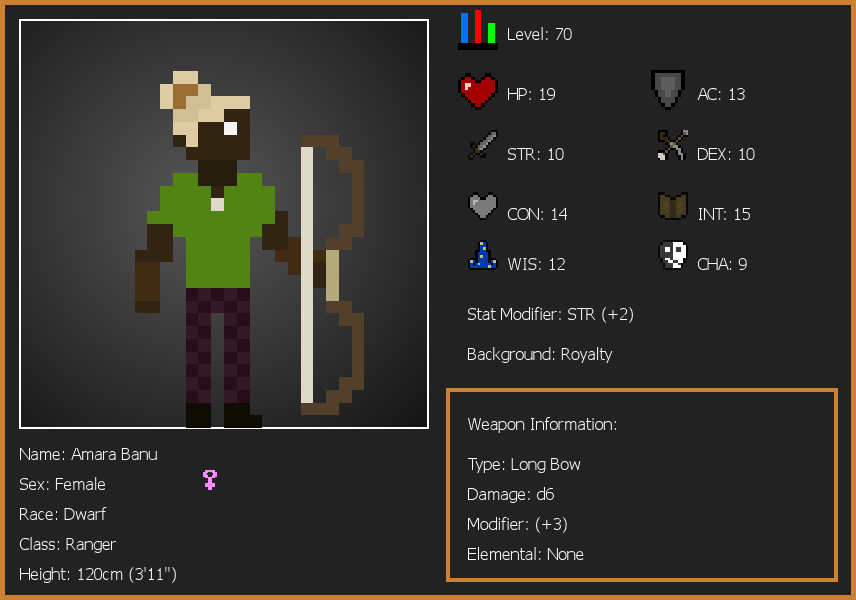 Level: 70
HP: 19
AC: 13
STR: 10
DEX: 10
CON: 14
INT: 15
WIS: 12
CHA: 9
Stat Modifier: STR (+2)
Background: Royalty
Weapon Information:
Type: Long Bow
Damage: d6
Modifier: (+3)
Elemental: None
Name: Amara Banu
Sex: Female
Race: Dwarf
Class: Ranger
Height: 120cm (3'11")